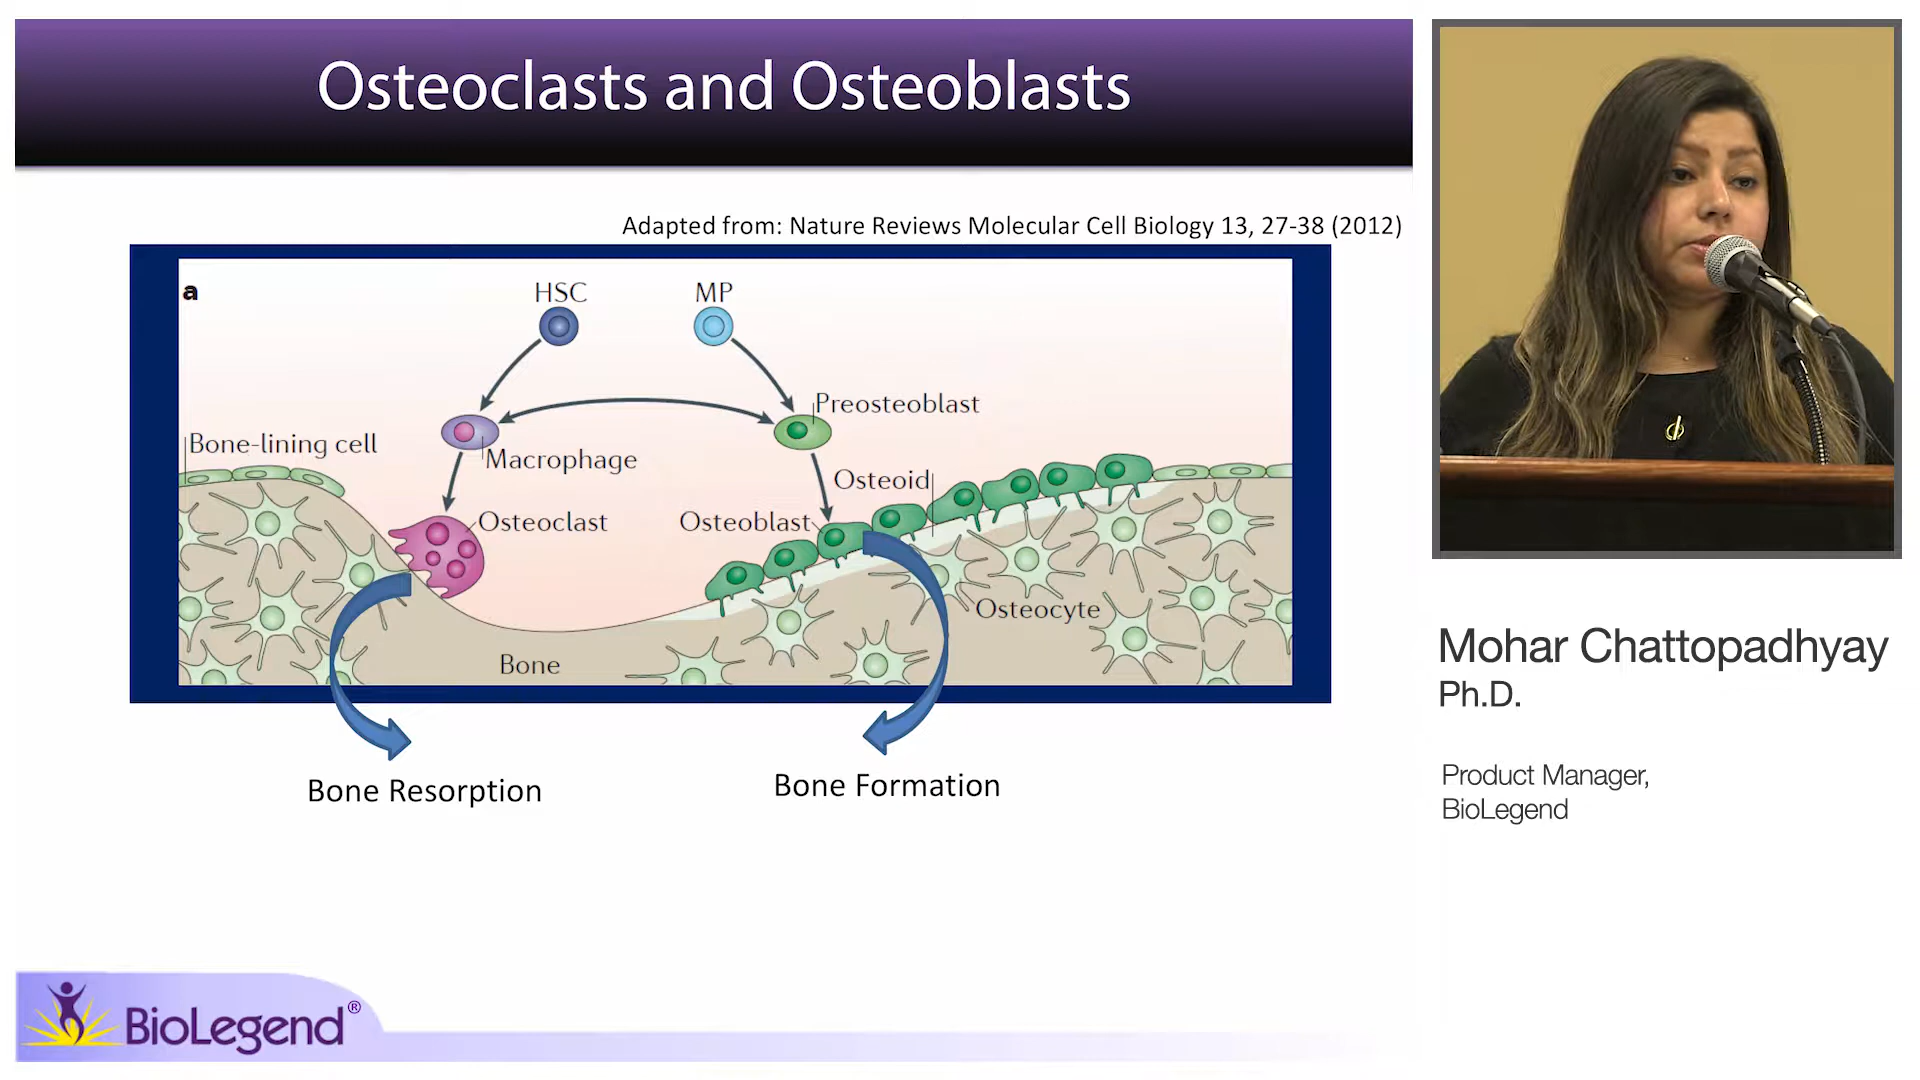 Osteoclasts and Osteoblasts
Adapted from: Nature Reviews Molecular Cell Biology 13, 27-38 (2012)
a
HSC
MP
Preosteoblast
Bone-lining cell
Macrophage
Osteoid
Osteoclast
Osteoblast
Osteocyte
Bone
Bone Resorption
Bone Formation
BioLegend®
Mohar Chattopadhyay
Ph.D.
Product Manager,
BioLegend